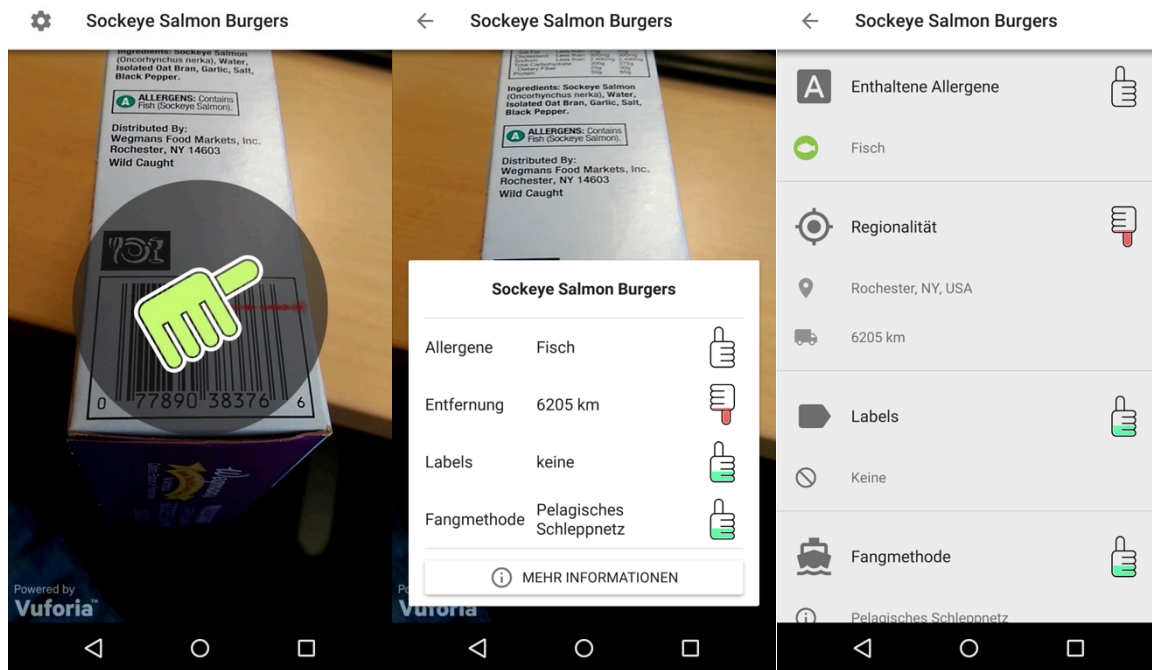 Sockeye Salmon Burgers
Ingredients: Sockeye Salmon
(Oncorhynchus nerka), Water,
Isolated Oat Bran, Garlic, Salt,
Black Pepper.
A ALLERGENS: Contains
Fish (Sockeye Salmon).
Distributed By:
Wegmans Food Markets, Inc.
Rochester, NY 14603
Wild Caught
0 77890 38376 6
Powered by
Vuforia™
Sockeye Salmon Burgers
Ingredients: Sockeye Salmon
(Oncorhynchus nerka), Water,
Isolated Oat Bran, Garlic, Salt,
Black Pepper.
A ALLERGENS: Contains
Fish (Sockeye Salmon).
Distributed By:
Wegmans Food Markets, Inc.
Rochester, NY 14603
Wild Caught
Sockeye Salmon Burgers
Allergene Fisch
Entfernung 6205 km
Labels keine
Fangmethode Pelagisches
Schleppnetz
MEHR INFORMATIONEN
Vuforia
Sockeye Salmon Burgers
A Enthaltene Allergene
Fisch
Regionalität
Rochester, NY, USA
6205 km
Labels
Keine
Fangmethode
Pelagisches Schleppnetz